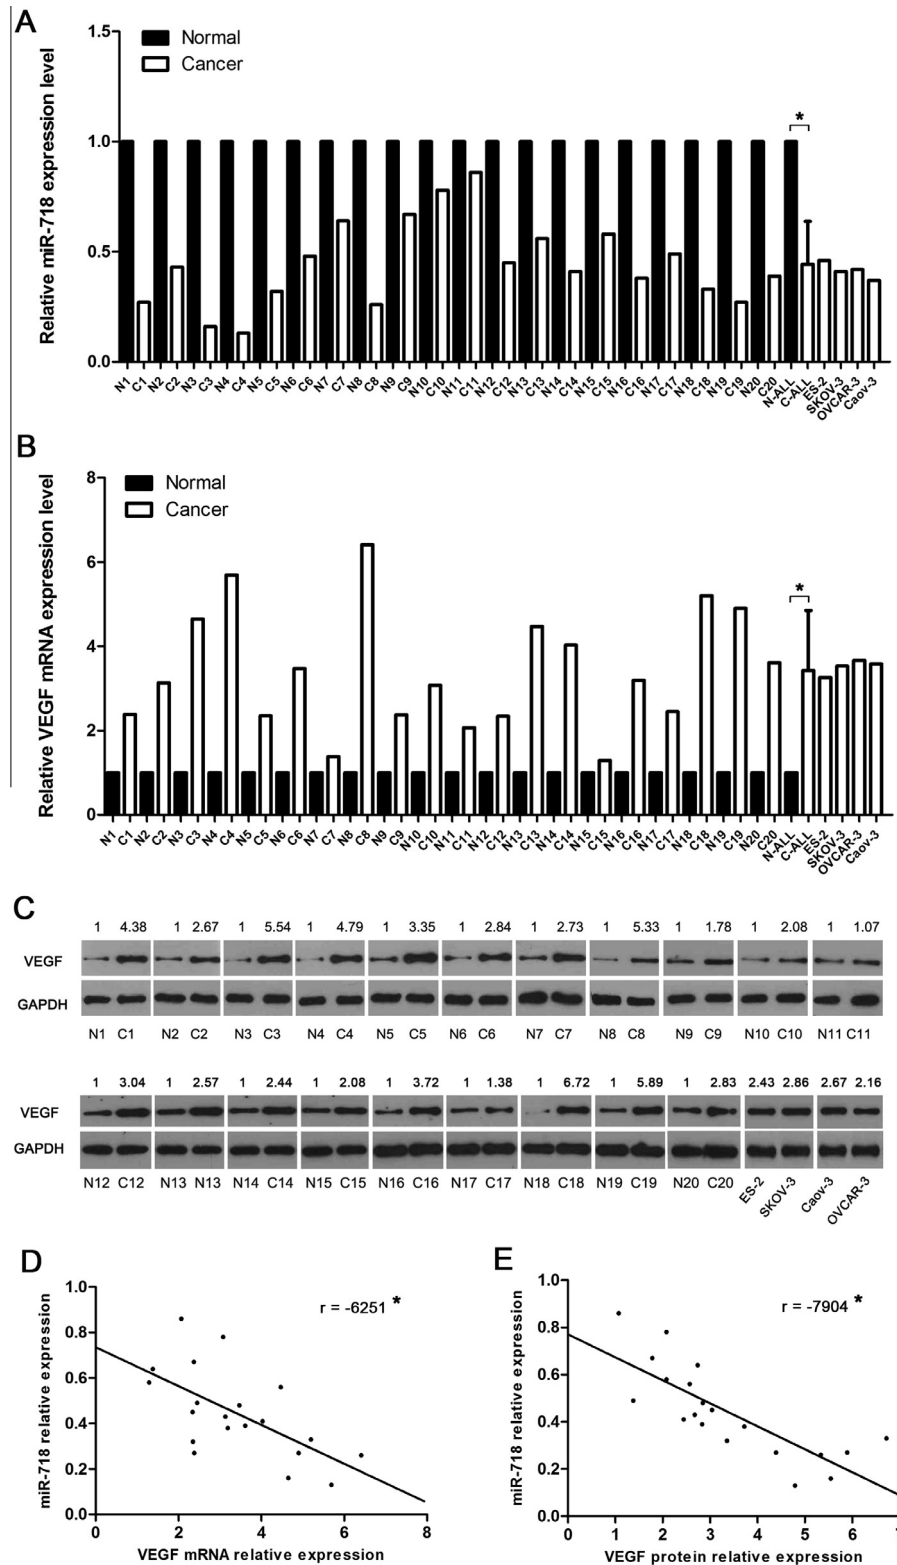 A
Relative miR-718 expression level
1.5
1.0
0.5
0.0
Normal
Cancer
*
N1 C1 N2 C2 N3 C3 N4 C4 N5 C5 N6 C6 N7 C7 N8 C8 N9 C9 N10 C10 N11 C11 N12 C12 N13 C13 N14 C14 N15 C15 N16 C16 N17 C17 N18 C18 N19 C19 N20 C20 N-ALL C-ALL ES-2 SKOV-3 OVCAR-3 Caov-3
B
Relative VEGF mRNA expression level
8
6
4
2
0
Normal
Cancer
*
N1 C1 N2 C2 N3 C3 N4 C4 N5 C5 N6 C6 N7 C7 N8 C8 N9 C9 N10 C10 N11 C11 N12 C12 N13 C13 N14 C14 N15 C15 N16 C16 N17 C17 N18 C18 N19 C19 N20 C20 N-ALL C-ALL ES-2 SKOV-3 OVCAR-3 Caov-3
C
1 4.38 1 2.67 1 5.54 1 4.79 1 3.35 1 2.84 1 2.73 1 5.33 1 1.78 1 2.08 1 1.07
VEGF
GAPDH
N1 C1 N2 C2 N3 C3 N4 C4 N5 C5 N6 C6 N7 C7 N8 C8 N9 C9 N10 C10 N11 C11
1 3.04 1 2.57 1 2.44 1 2.08 1 3.72 1 1.38 1 6.72 1 5.89 1 2.83 2.43 2.86 2.67 2.16
VEGF
GAPDH
N12 C12 N13 N13 N14 C14 N15 C15 N16 C16 N17 C17 N18 C18 N19 C19 N20 C20 ES-2 SKOV-3 Caov-3 OVCAR-3
D
miR-718 relative expression
1.0
0.8
0.6
0.4
0.2
0.0
r = -6251 *
0 2 4 6 8
VEGF mRNA relative expression
E
miR-718 relative expression
1.0
0.8
0.6
0.4
0.2
0.0
r = -7904 *
0 1 2 3 4 5 6
VEGF protein relative expression